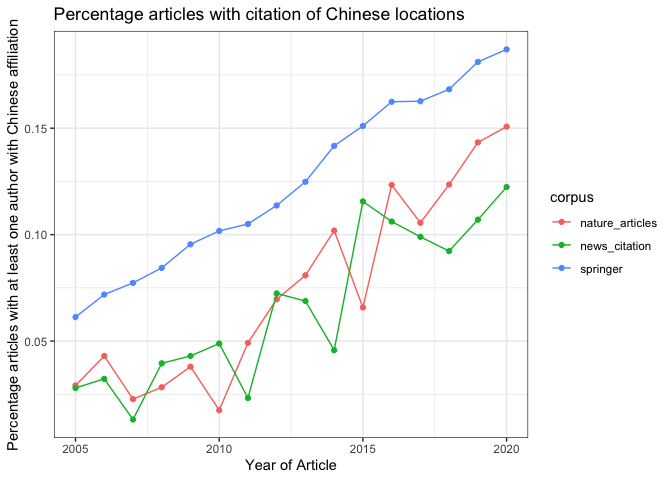 Percentage articles with citation of Chinese locations
Percentage articles with at least one author with Chinese affiliation
0.15
0.10
0.05
2005
2010
2015
2020
Year of Article
corpus
nature_articles
news_citation
springer